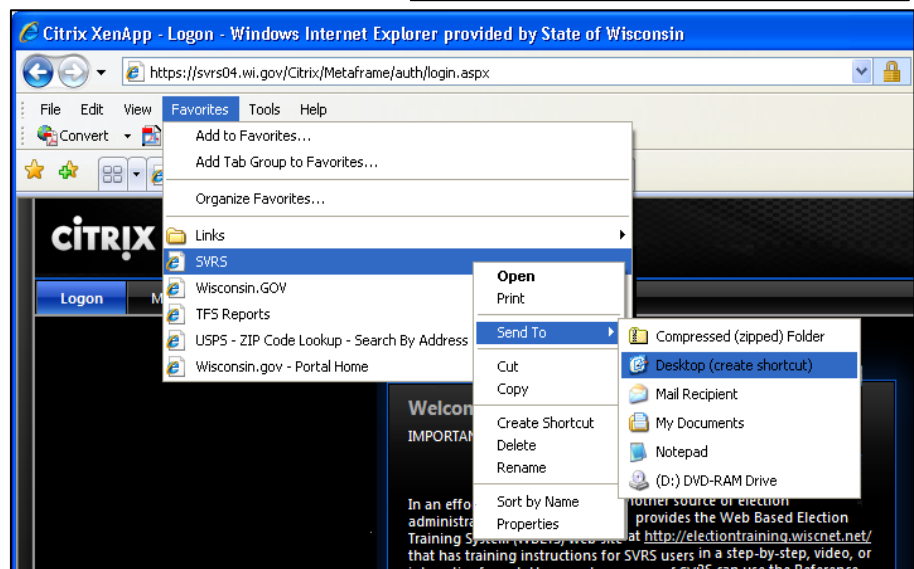 Citrix XenApp - Logon - Windows Internet Explorer provided by State of Wisconsin
https://svrs04.wi.gov/Citrix/Metaframe/auth/login.aspx
File Edit View Favorites Tools Help
Convert
Add to Favorites...
Add Tab Group to Favorites...
Organize Favorites...
CITRIX
Links
SVRS
Wisconsin.GOV
TFS Reports
USPS - ZIP Code Lookup - Search By Address
Wisconsin.gov - Portal Home
Logon M
Open
Print
Send To
Cut
Copy
Create Shortcut
Delete
Rename
Sort by Name
Properties
Compressed (zipped) Folder
Desktop (create shortcut)
Mail Recipient
My Documents
Notepad
(D:) DVD-RAM Drive
Welcon
IMPORTAN
In an effo another source of election
administra provides the Web Based Election
Training System (WBETS) web site at http://electiontraining.wiscnet.net/
that has training instructions for SVRS users in a step-by-step, video, or